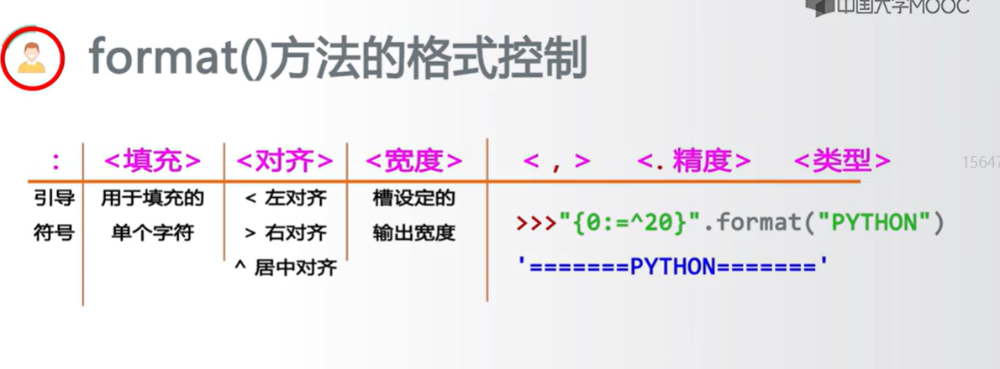 中国大学MOOC
format()方法的格式控制
: <填充> <对齐> <宽度> < , > < . 精度> <类型>
15647
引导 用于填充的 < 左对齐 槽设定的
符号 单个字符 > 右对齐 输出宽度
^ 居中对齐
>>>"{0:=^20}".format("PYTHON")
'=======PYTHON======='